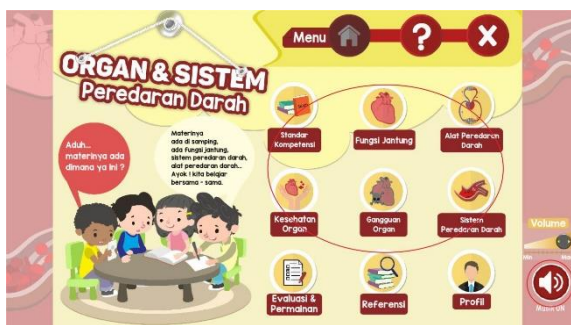 Menu
?
X
ORGAN & SISTEM
Peredaran Darah
Aduh...
materinya ada
dimana ya ini ?
Materinya
ada di samping,
ada fungsi jantung,
sistem peredaran darah,
alat peredaran darah...
Ayok ! kita belajar
bersama - sama.
Standar
Kompetensi
Fungsi Jantung
Alat Peredaran
Darah
Kesehatan
Organ
Gangguan
Organ
Sistem
Peredaran Darah
Evaluasi &
Permainan
Referensi
Profil
Volume
Min
Max